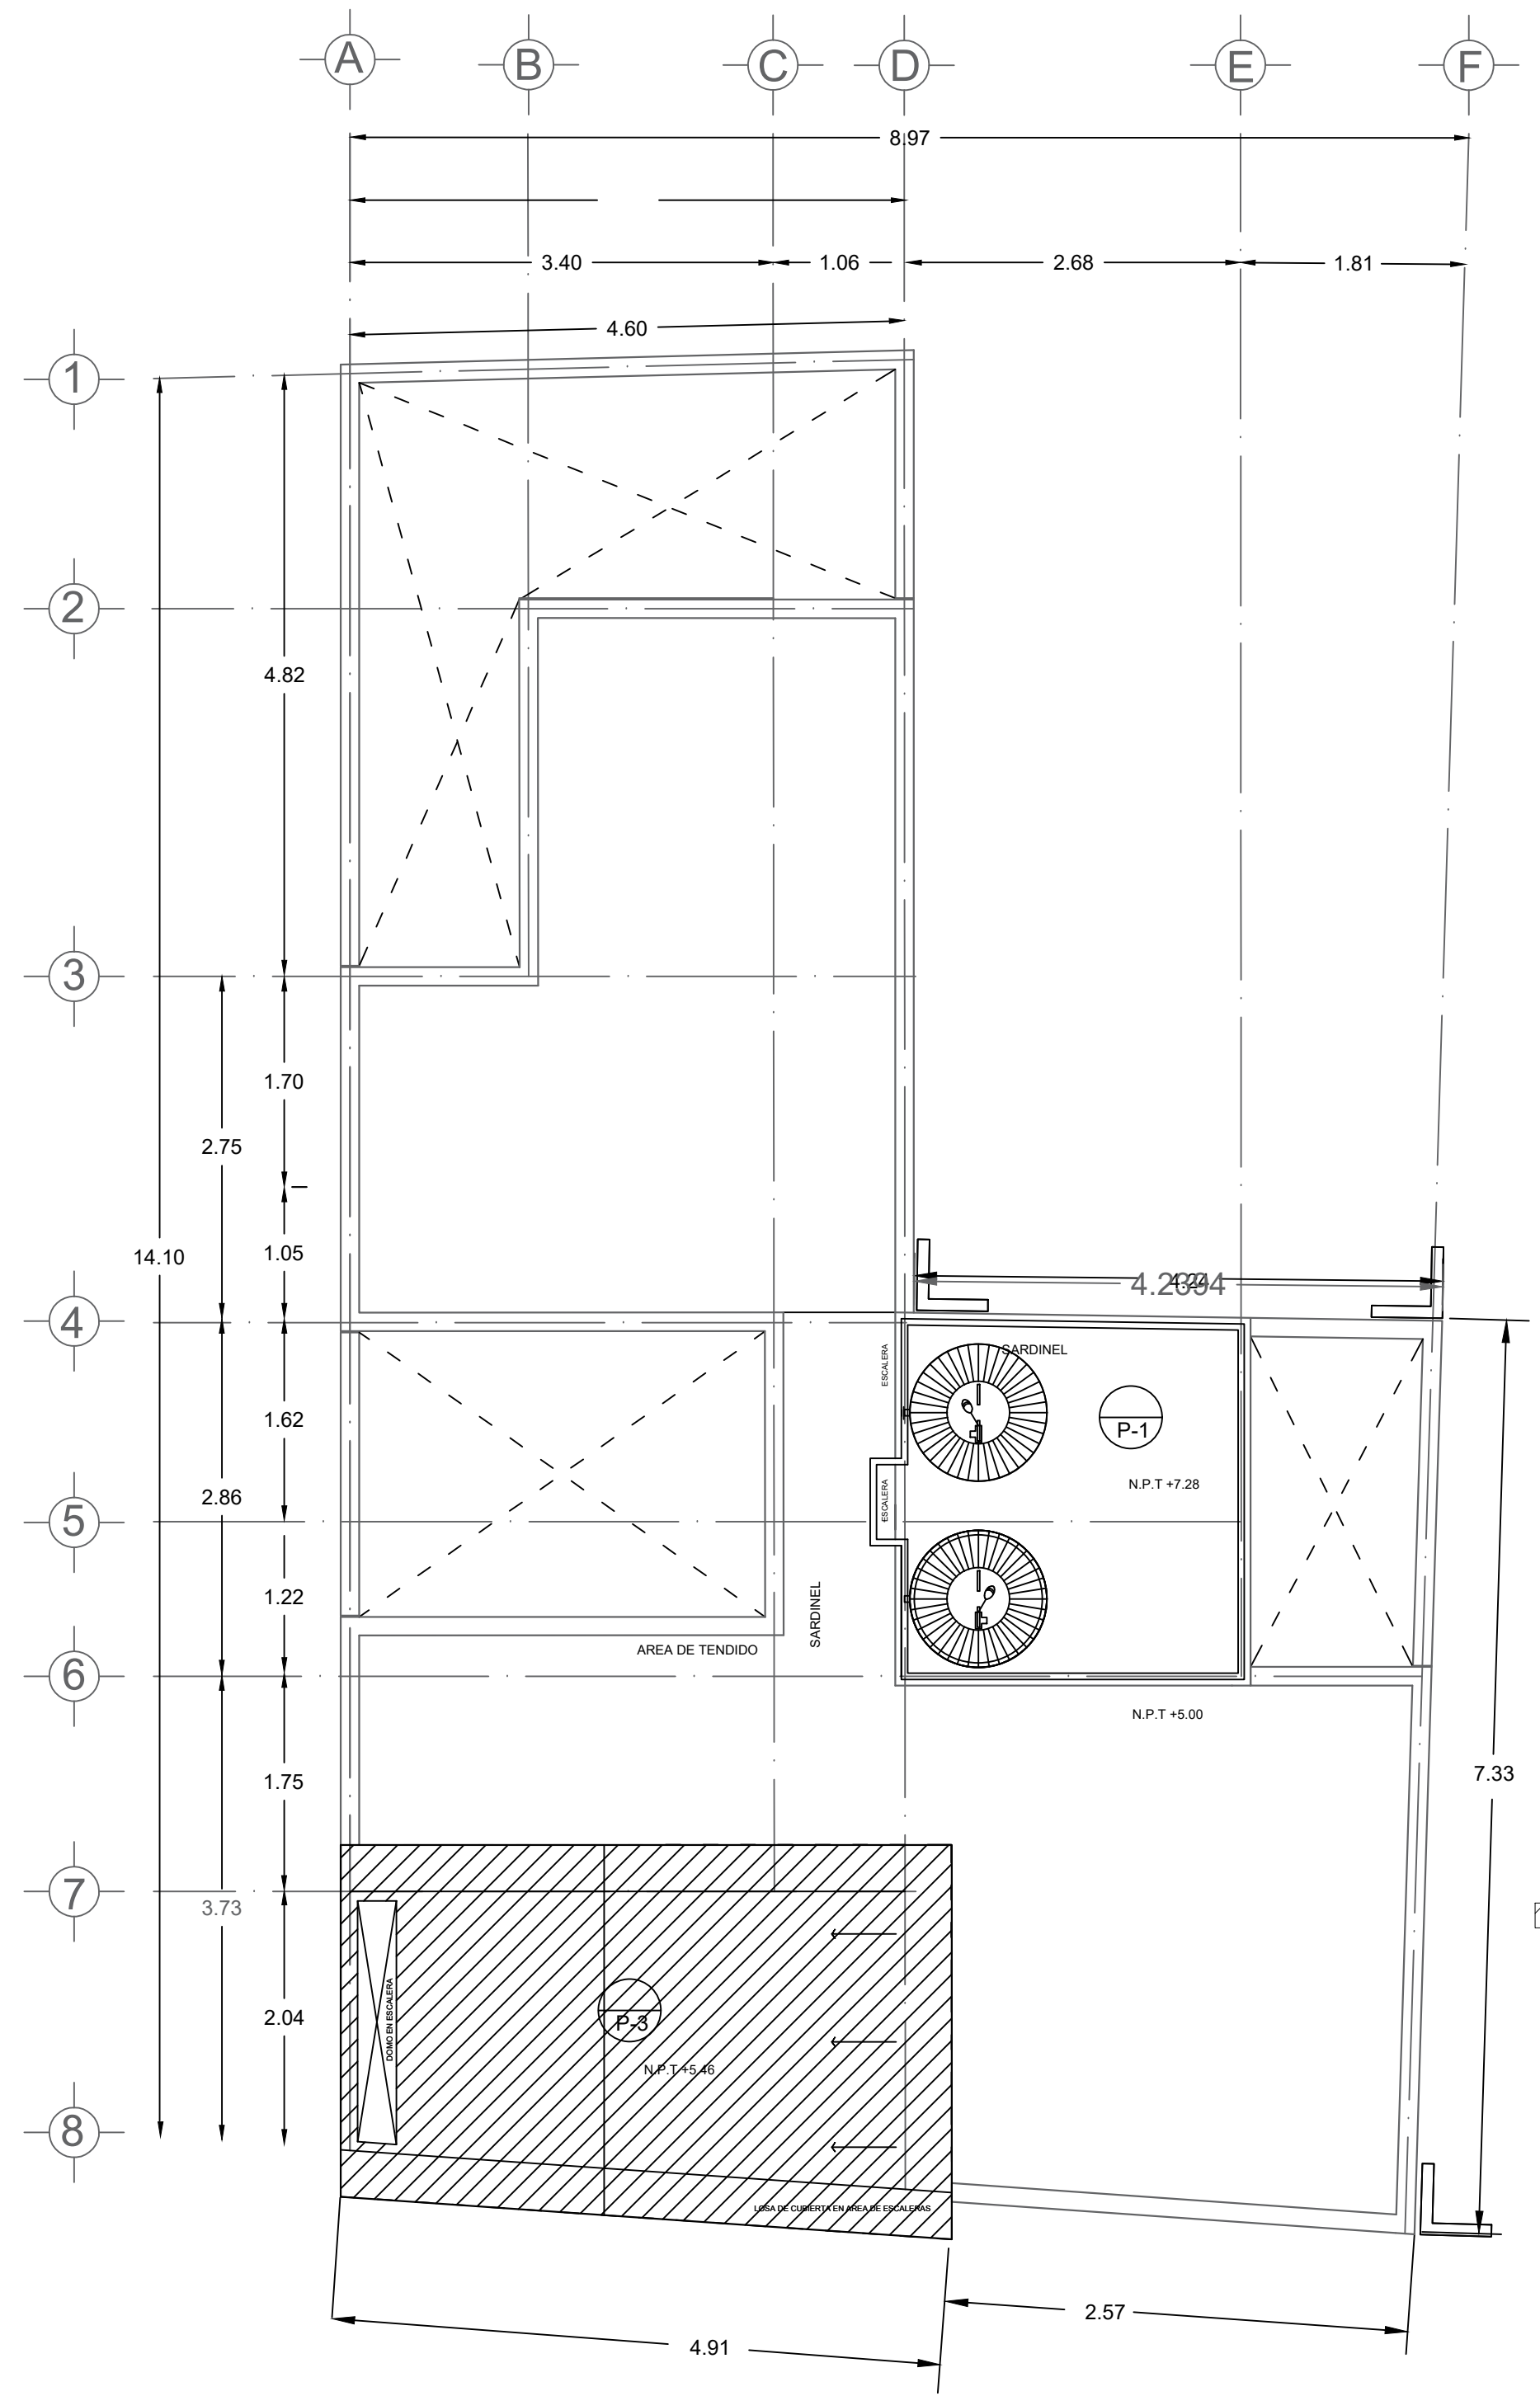 A B C D E F
8.97
3.40 1.06 2.68 1.81
4.60
1
2
4.82
3
1.70
2.75
1.05
14.10
4.2394
4
SARDINEL
ESCALERA
P-1
1.62
N.P.T +7.28
2.86
ESCALERA
5
1.22
SARDINEL
AREA DE TENDIDO
6
N.P.T +5.00
1.75
7.33
7
3.73
DOMO EN ESCALERA
2.04
P-3
N.P.T +5.46
8
LOSA DE CUBIERTA EN AREA DE ESCALERAS
2.57
4.91